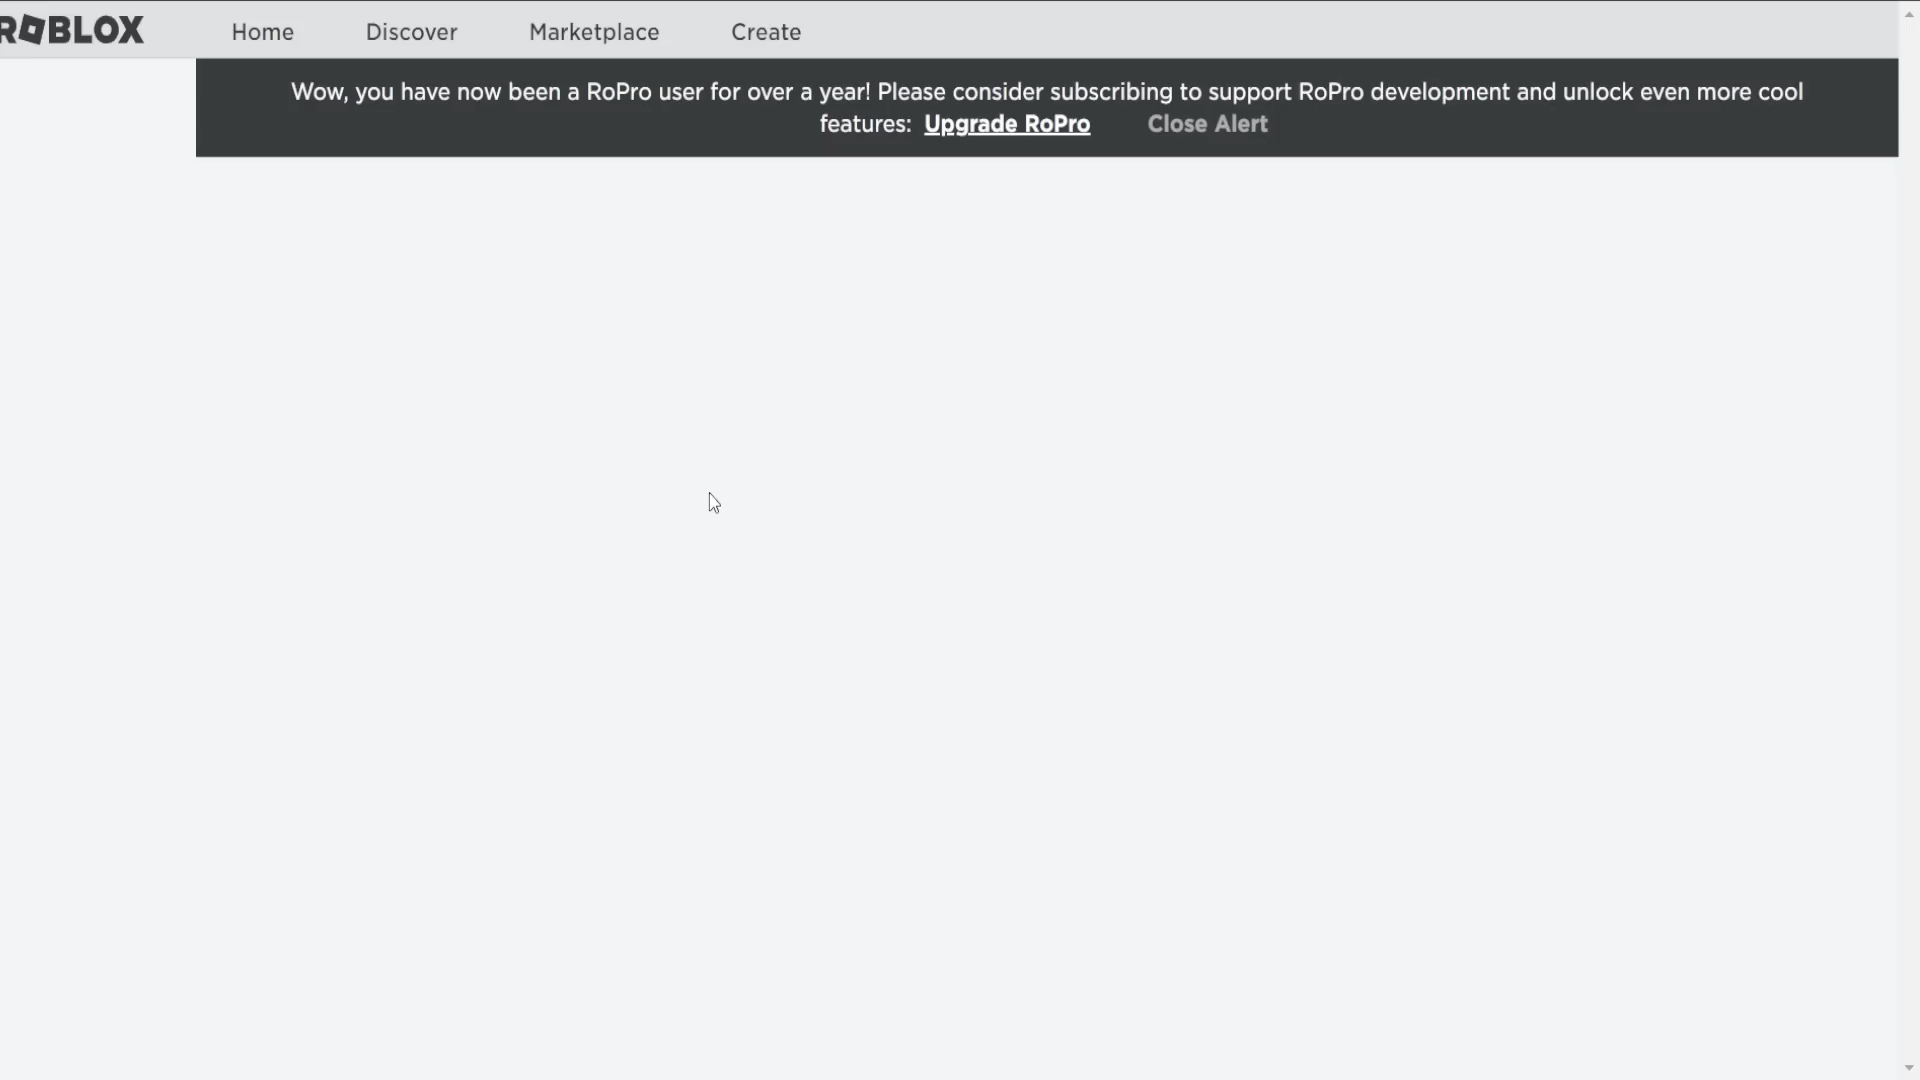 ROBLOX Home Discover Marketplace Create
Wow, you have now been a RoPro user for over a year! Please consider subscribing to support RoPro development and unlock even more cool
features: Upgrade RoPro Close Alert